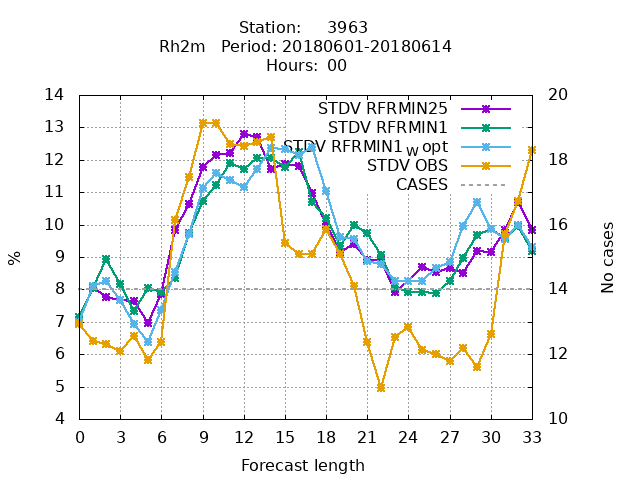 Station: 3963
Rh2m Period: 20180601-20180614
Hours: 00
14 20
STDV RFRMIN25
13
STDV RFRMIN1
STDV RFRMIN1 W opt
12 18
STDV OBS
CASES
11
10 16
9
8 14
7
6 12
5
4 10
%
No cases
0 3 6 9 12 15 18 21 24 27 30 33
Forecast length